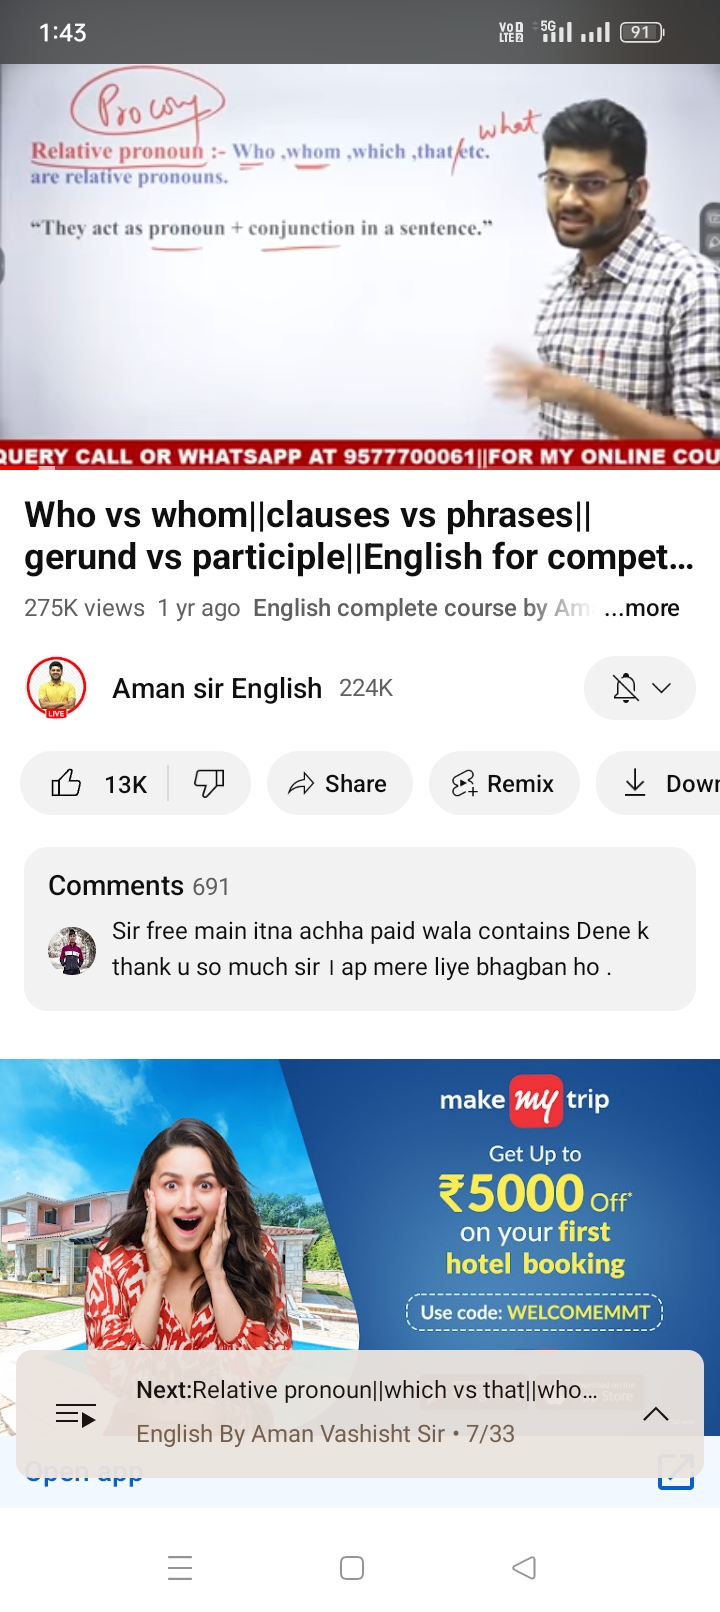 1:43
VoD LTE2 5G 91
Pro conj
what
Relative pronoun :- Who ,whom ,which ,that/etc.
are relative pronouns.
“They act as pronoun + conjunction in a sentence.”
QUERY CALL OR WHATSAPP AT 9577700061||FOR MY ONLINE COU
Who vs whom||clauses vs phrases||
gerund vs participle||English for compet...
275K views 1 yr ago English complete course by Am ...more
LIVE
Aman sir English 224K
13K Share Remix Down
Comments 691
Sir free main itna achha paid wala contains Dene k
thank u so much sir । ap mere liye bhagban ho .
make my trip
Get Up to
₹5000 Off*
on your first
hotel booking
Use code: WELCOMEMMT
Next:Relative pronoun||which vs that||who...
English By Aman Vashisht Sir • 7/33
Open app